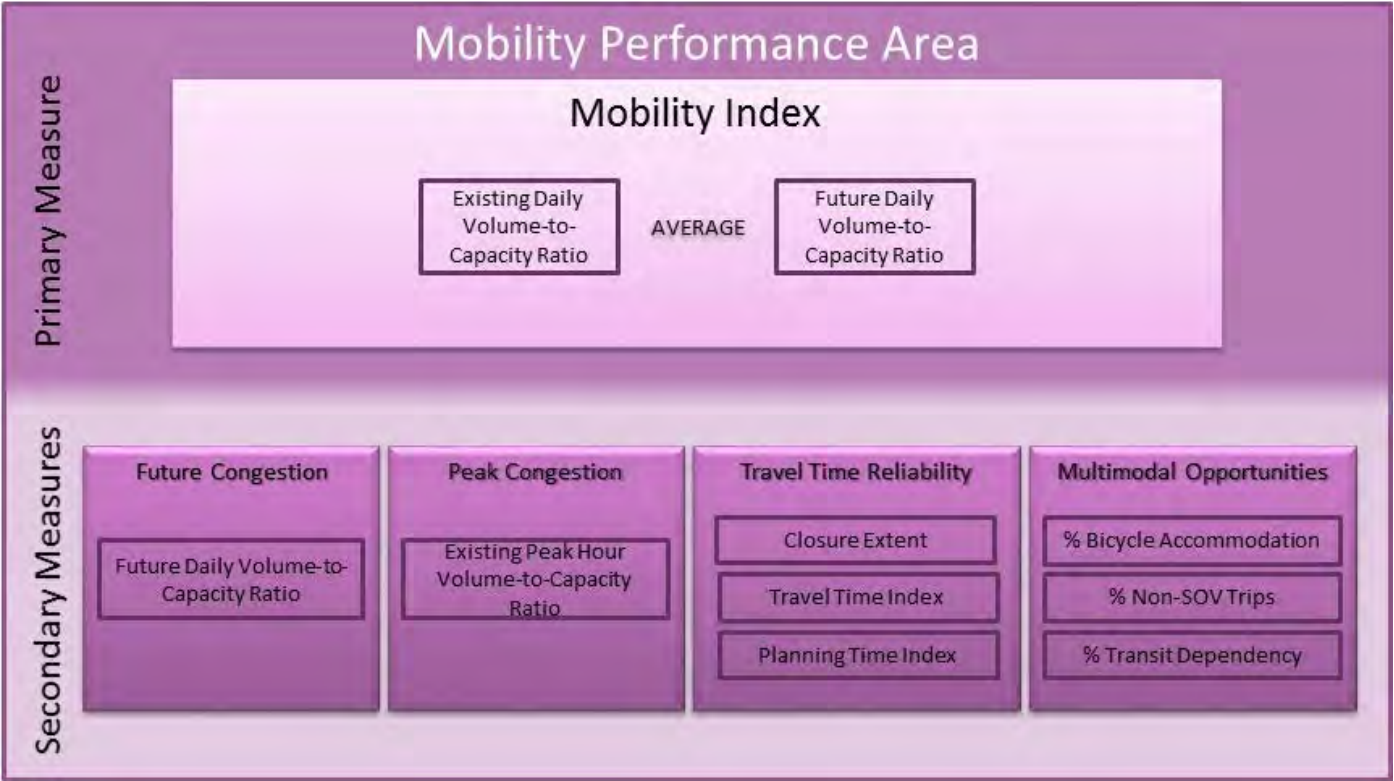 Mobility Performance Area
Primary Measure
Mobility Index
Existing Daily
Volume-to-
Capacity Ratio
AVERAGE
Future Daily
Volume-to-
Capacity Ratio
Secondary Measures
Future Congestion
Future Daily Volume-to-
Capacity Ratio
Peak Congestion
Existing Peak Hour
Volume-to-Capacity
Ratio
Travel Time Reliability
Closure Extent
Travel Time Index
Planning Time Index
Multimodal Opportunities
% Bicycle Accommodation
% Non-SOV Trips
% Transit Dependency